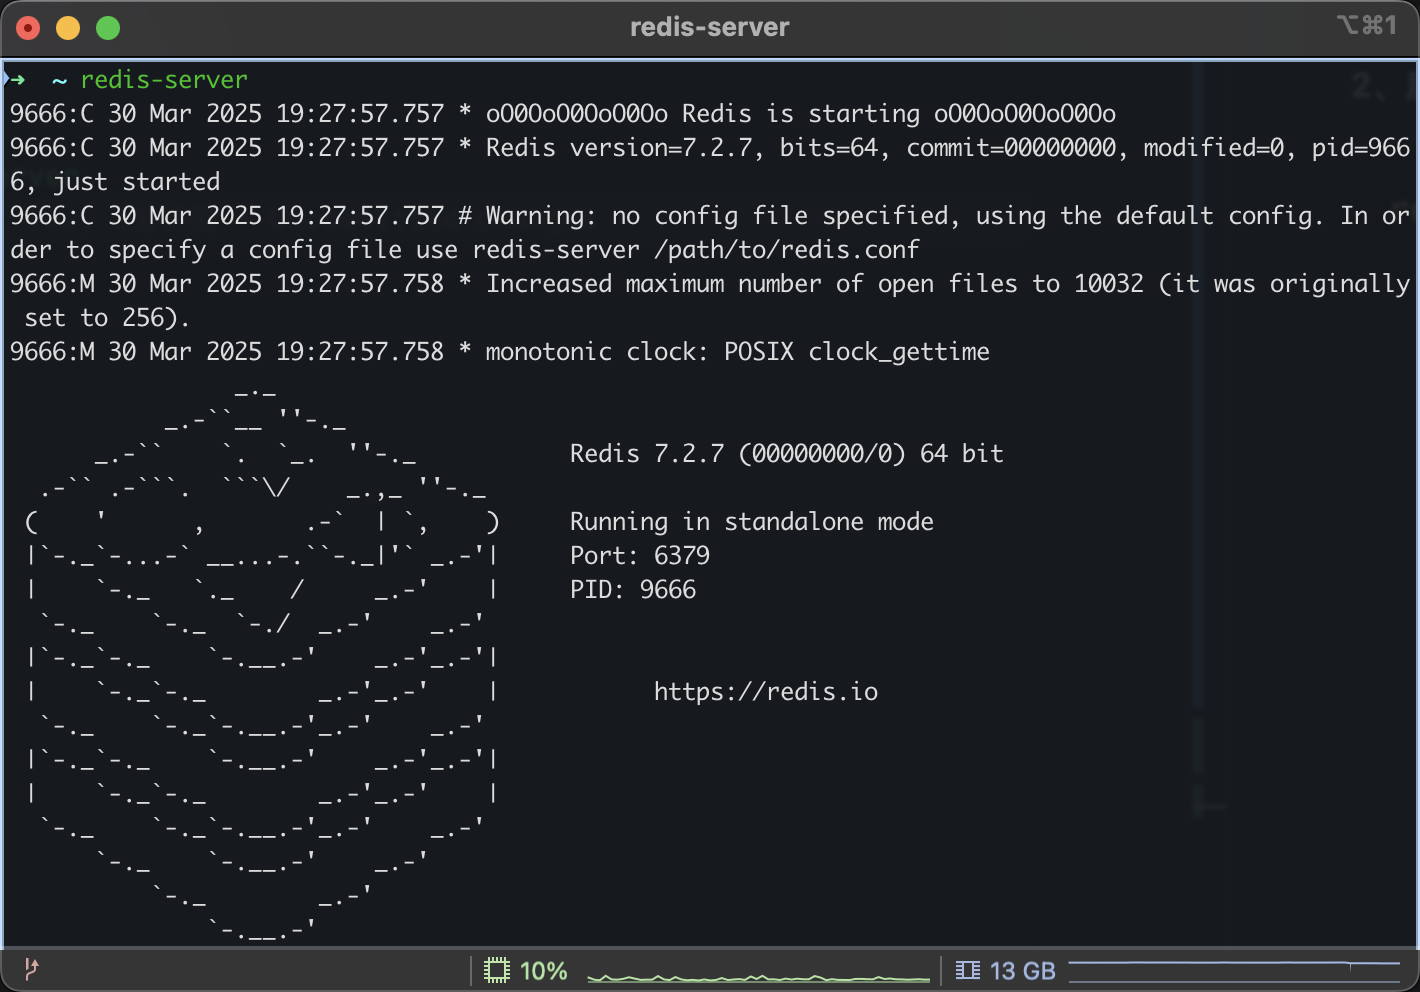 redis-server
⌥⌘1
➜  ~ redis-server
9666:C 30 Mar 2025 19:27:57.757 * oO0OoO0OoO0Oo Redis is starting oO0OoO0OoO0Oo
9666:C 30 Mar 2025 19:27:57.757 * Redis version=7.2.7, bits=64, commit=00000000, modified=0, pid=966
6, just started
9666:C 30 Mar 2025 19:27:57.757 # Warning: no config file specified, using the default config. In or
der to specify a config file use redis-server /path/to/redis.conf
9666:M 30 Mar 2025 19:27:57.758 * Increased maximum number of open files to 10032 (it was originally
 set to 256).
9666:M 30 Mar 2025 19:27:57.758 * monotonic clock: POSIX clock_gettime
Redis 7.2.7 (00000000/0) 64 bit
Running in standalone mode
Port: 6379
PID: 9666
https://redis.io
10%
13 GB